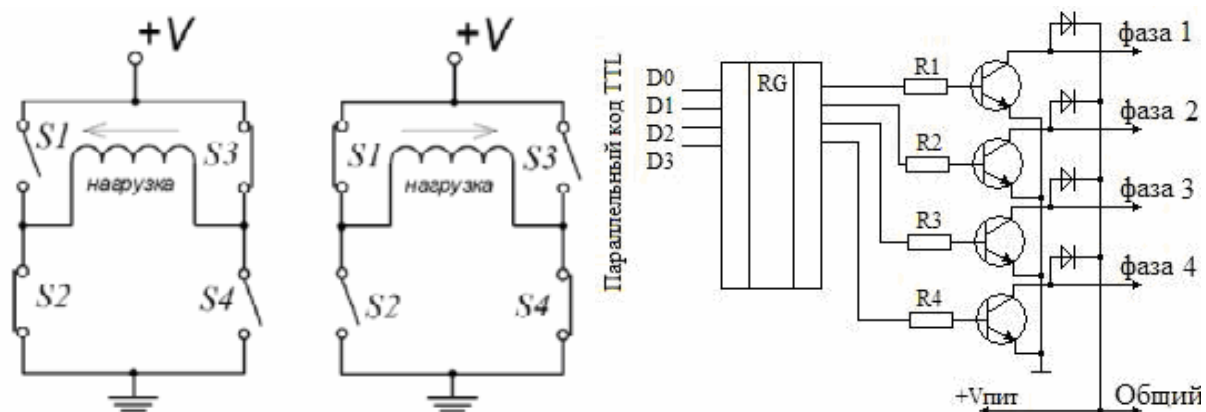 +V
S1
S3
нагрузка
S2
S4
+V
S1
S3
нагрузка
S2
S4
Параллельный код TTL
D0
D1
D2
D3
RG
R1
R2
R3
R4
фаза 1
фаза 2
фаза 3
фаза 4
+Vпит
Общий